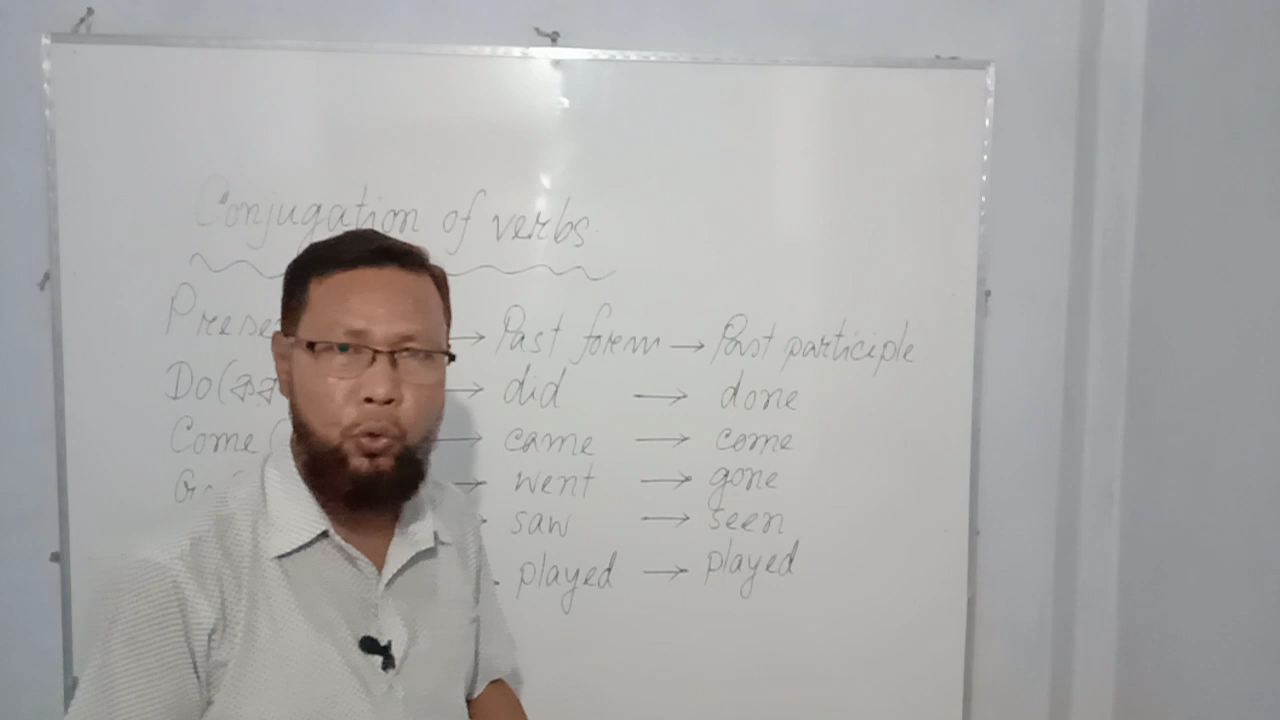 Conjugation of verbs
→ Past form → Past participle
Do → did → done
Come → came → come
→ went → gone
saw → seen
played → played